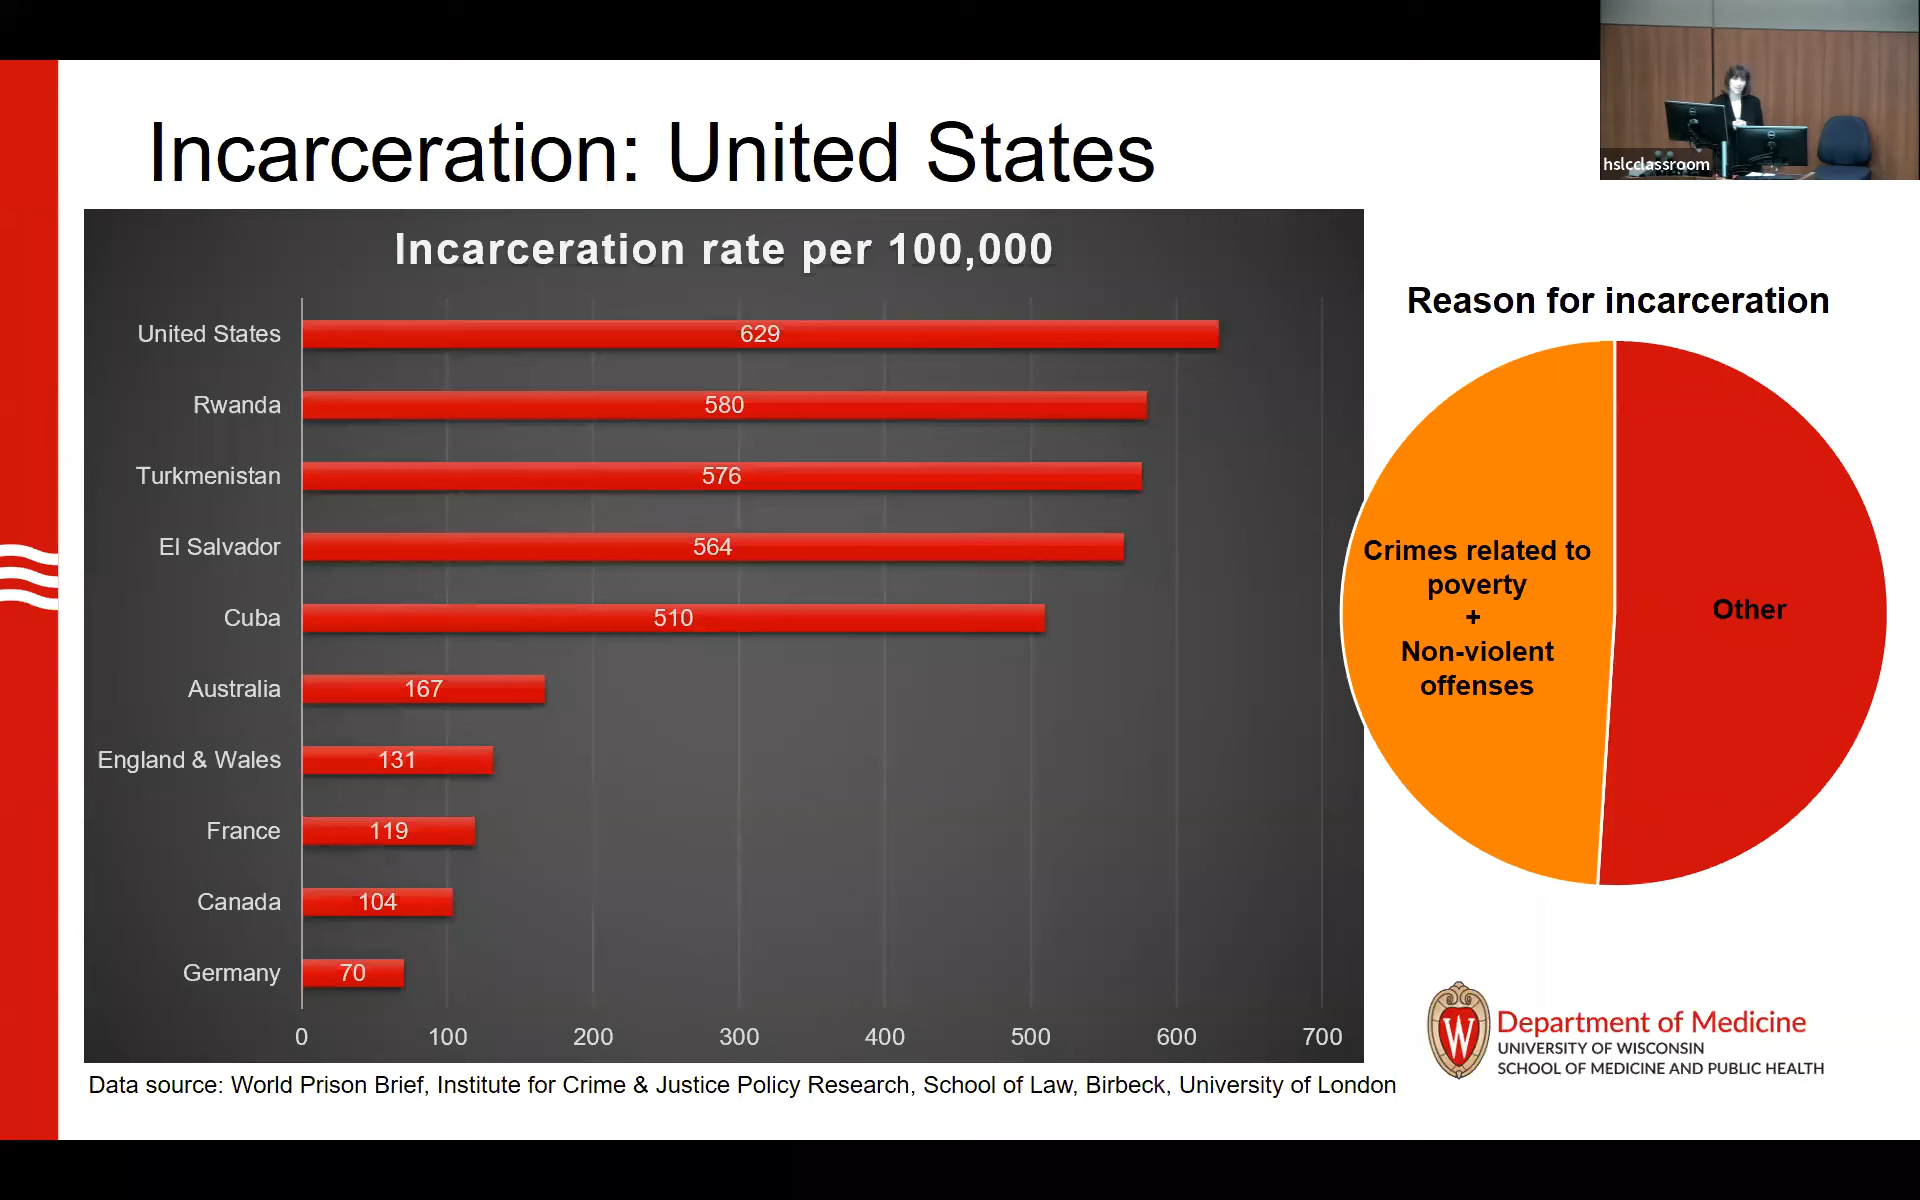 Incarceration: United States
hslcclassroom
Incarceration rate per 100,000
United States 629
Rwanda 580
Turkmenistan 576
El Salvador 564
Cuba 510
Australia 167
England & Wales 131
France 119
Canada 104
Germany 70
0 100 200 300 400 500 600 700
Data source: World Prison Brief, Institute for Crime & Justice Policy Research, School of Law, Birbeck, University of London
Reason for incarceration
Crimes related to
poverty
+
Non-violent
offenses
Other
W
Department of Medicine
UNIVERSITY OF WISCONSIN
SCHOOL OF MEDICINE AND PUBLIC HEALTH